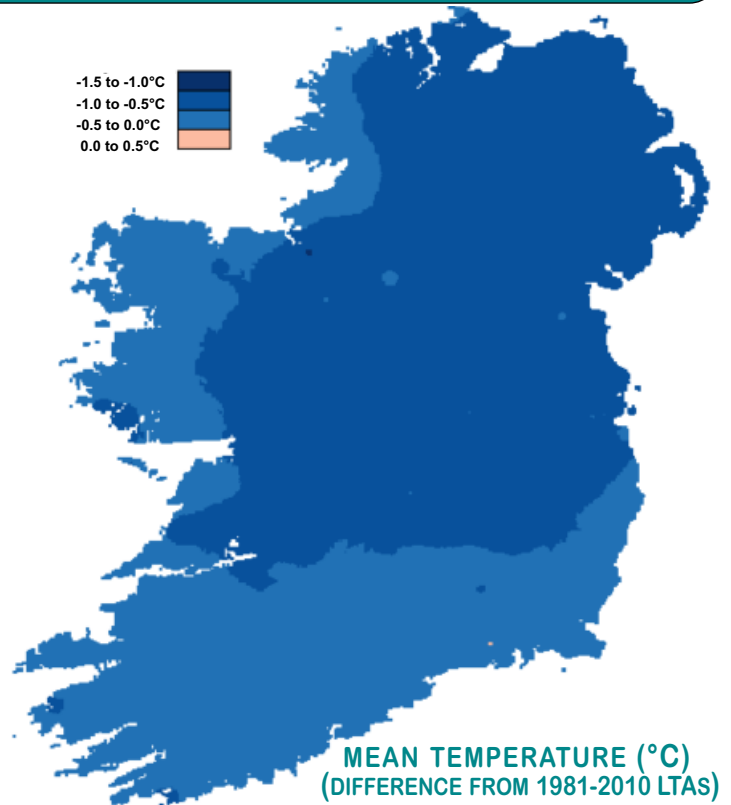 -1.5 to -1.0°C
-1.0 to -0.5°C
-0.5 to 0.0°C
0.0 to 0.5°C
MEAN TEMPERATURE (°C)
(DIFFERENCE FROM 1981-2010 LTAS)